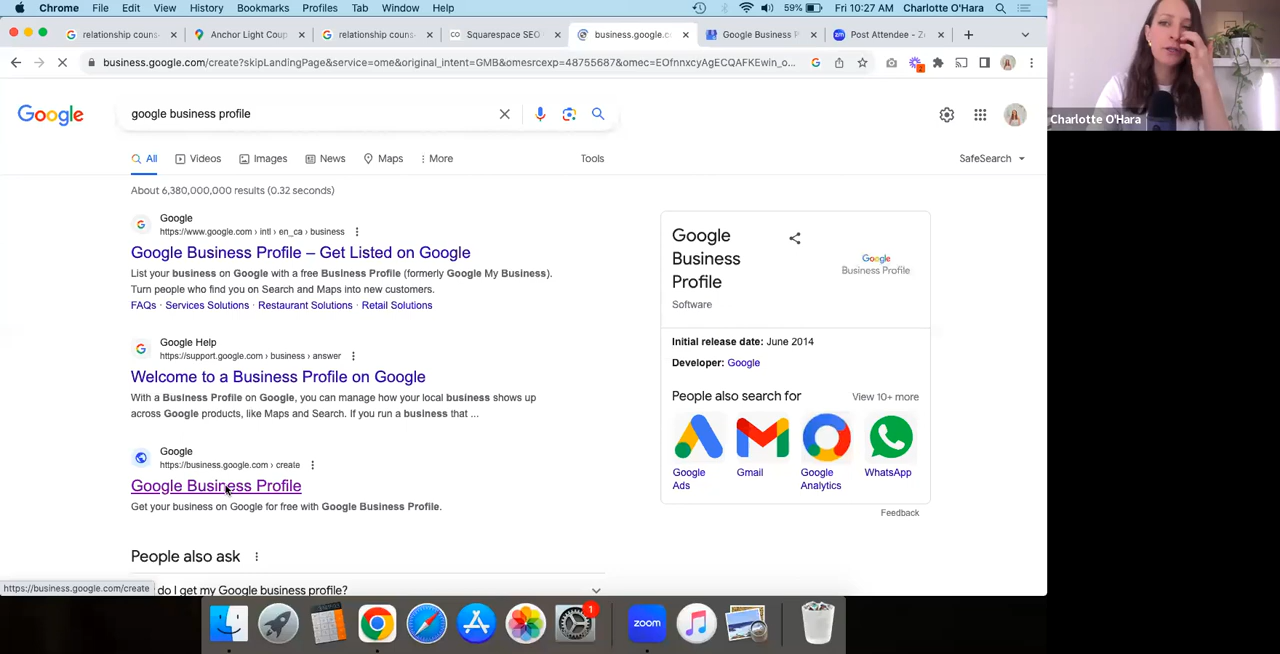 Chrome File Edit View History Bookmarks Profiles Tab Window Help 59% Fri 10:27 AM Charlotte O'Hara
relationship couns Anchor Light Coup relationship couns Squarespace SEO business.google.c Google Business P Post Attendee - Z
business.google.com/create?skipLandingPage&service=ome&original_intent=GMB&omesrcexp=48755687&omec=EOfnnxcyAgECQAFKEwin_o... 2
Google google business profile
All Videos Images News Maps More Tools SafeSearch
About 6,380,000,000 results (0.32 seconds)
Google
https://www.google.com › intl › en_ca › business
Google Business Profile – Get Listed on Google
List your business on Google with a free Business Profile (formerly Google My Business).
Turn people who find you on Search and Maps into new customers.
FAQs · Services Solutions · Restaurant Solutions · Retail Solutions
Google Help
https://support.google.com › business › answer
Welcome to a Business Profile on Google
With a Business Profile on Google, you can manage how your local business shows up
across Google products, like Maps and Search. If you run a business that ...
Google
https://business.google.com › create
Google Business Profile
Get your business on Google for free with Google Business Profile.
People also ask
do I get my Google business profile?
https://business.google.com/create
Google
Business
Profile
Software
Google
Business Profile
Initial release date: June 2014
Developer: Google
People also search for View 10+ more
Google
Ads
Gmail
Google
Analytics
WhatsApp
Feedback
Charlotte O'Hara
1
zoom